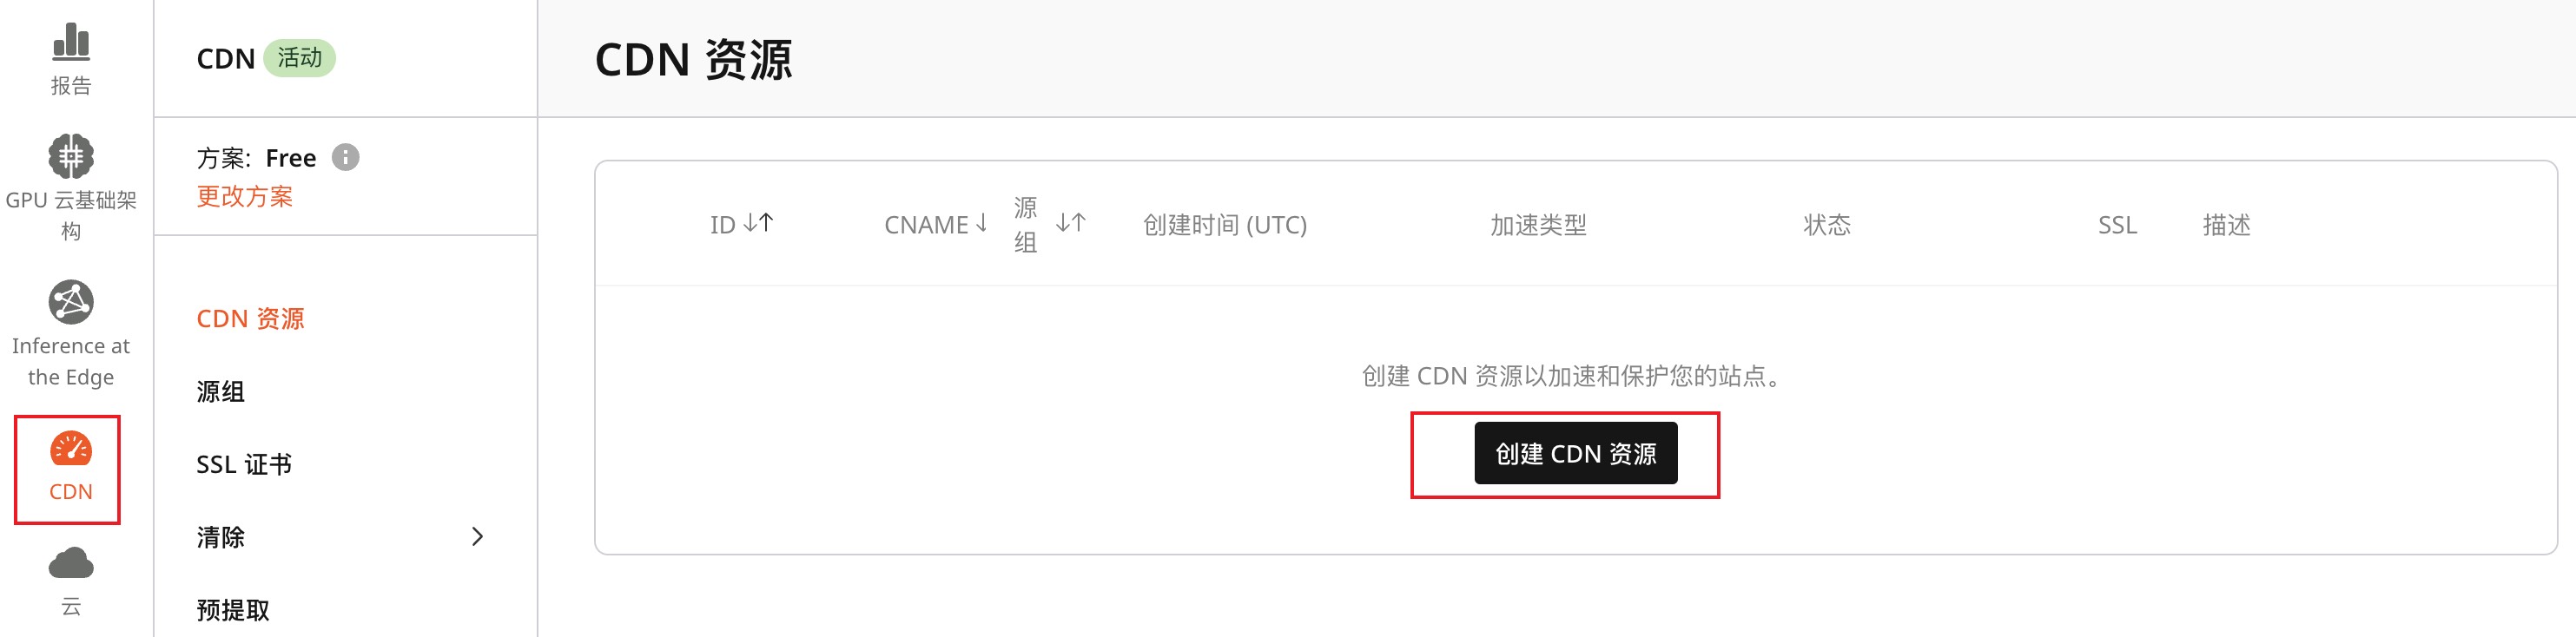 报告
GPU 云基础架
构
Inference at
the Edge
CDN
云
CDN 活动
方案: Free
更改方案
CDN 资源
源组
SSL 证书
清除
预提取
CDN 资源
ID CNAME 源组 创建时间 (UTC) 加速类型 状态 SSL 描述
创建 CDN 资源以加速和保护您的站点。
创建 CDN 资源